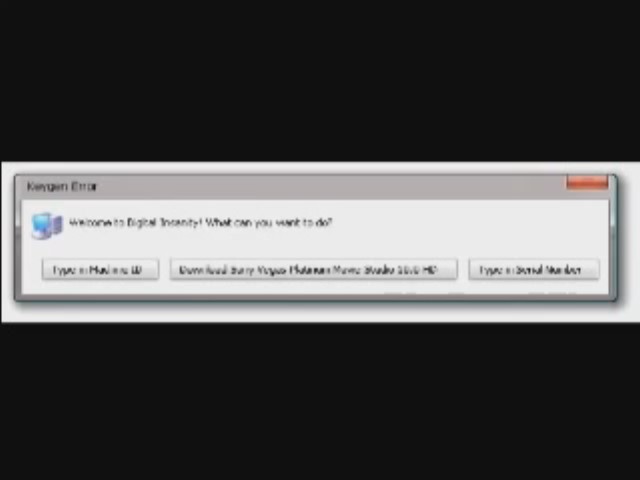 Keygen Error
Welcome to Digital Insanity! What can you want to do?
Type in Machine ID
Download Sony Vegas Platinum Movie Studio 10.0 HD
Type in Serial Number